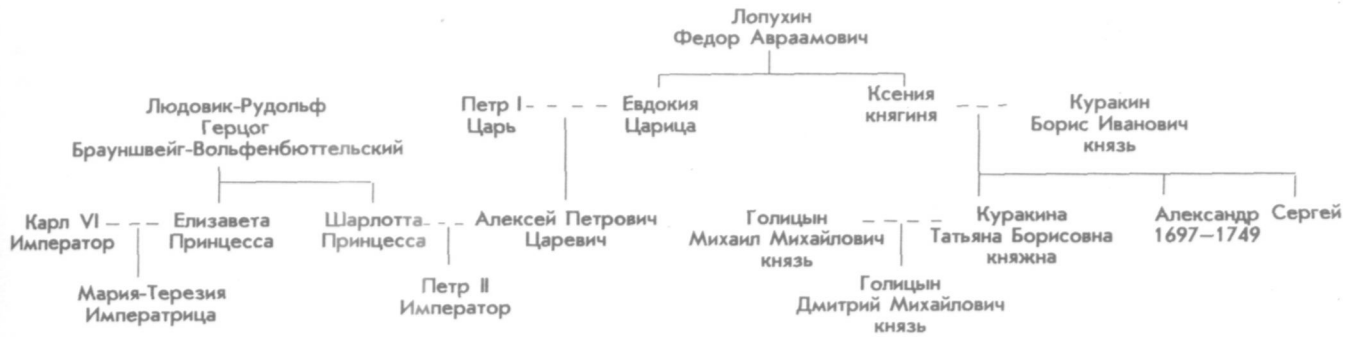 Лопухин
Федор Авраамович
Людовик-Рудольф
Герцог
Брауншвейг-Вольфенбюттельский
Петр I
Царь
Евдокия
Царица
Ксения
княгиня
Куракин
Борис Иванович
князь
Карл VI
Император
Елизавета
Принцесса
Шарлотта
Принцесса
Алексей Петрович
Царевич
Голицын
Михаил Михайлович
князь
Куракина
Татьяна Борисовна
княжна
Александр
1697—1749
Сергей
Мария-Терезия
Императрица
Петр II
Император
Голицын
Дмитрий Михайлович
князь